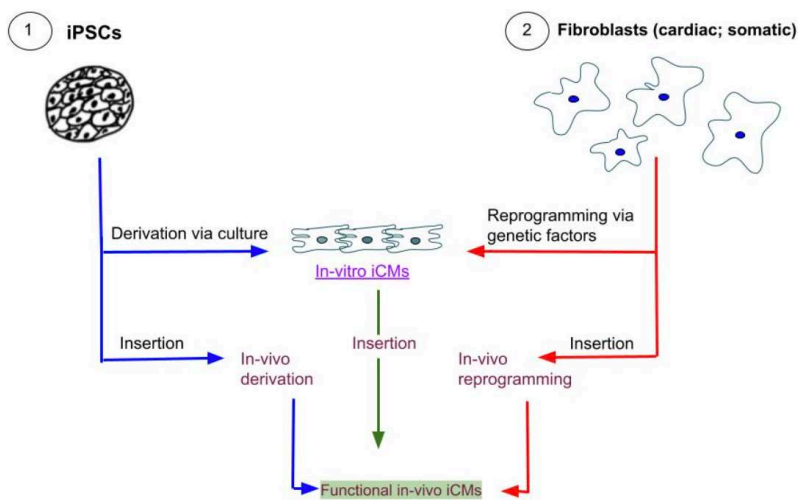 1
iPSCs
2
Fibroblasts (cardiac; somatic)
Derivation via culture
Reprogramming via
genetic factors
In-vitro iCMs
Insertion
Insertion
Insertion
In-vivo
derivation
In-vivo
reprogramming
Functional in-vivo iCMs